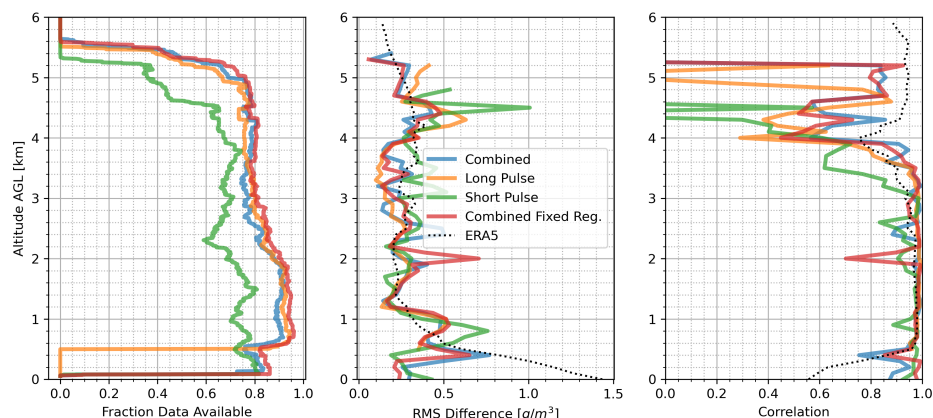 6
5
4
3
2
1
0
Altitude AGL [km]
0.0 0.2 0.4 0.6 0.8 1.0
Fraction Data Available
6
5
4
3
2
1
0
Combined
Long Pulse
Short Pulse
Combined Fixed Reg.
ERA5
0.0 0.5 1.0 1.5
RMS Difference [g/m³]
6
5
4
3
2
1
0
0.0 0.2 0.4 0.6 0.8 1.0
Correlation